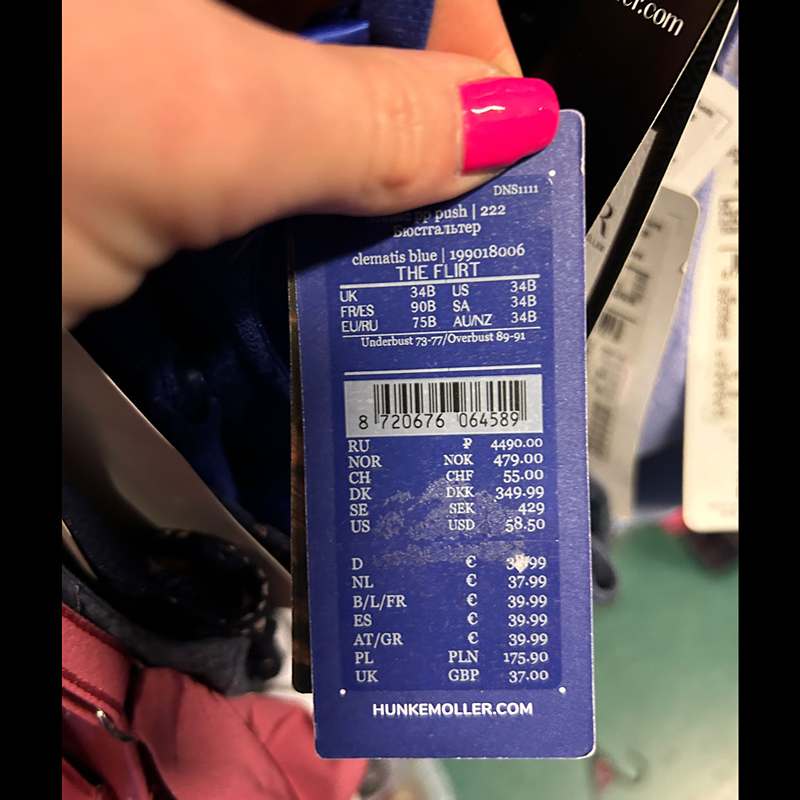 er.com
DNS1111
push | 222
Бюстгальтер
clematis blue | 199018006
THE FLIRT
UK 34B US 34B
FR/ES 90B SA 34B
EU/RU 75B AU/NZ 34B
Underbust 73-77/Overbust 89-91
8 720676 064589
RU ₽ 4490.00
NOR NOK 479.00
CH CHF 55.00
DK DKK 349.99
SE SEK 429
US USD 58.50
D €
NL € 37.99
B/L/FR € 39.99
ES € 39.99
AT/GR € 39.99
PL PLN 175.90
UK GBP 37.00
HUNKEMOLLER.COM